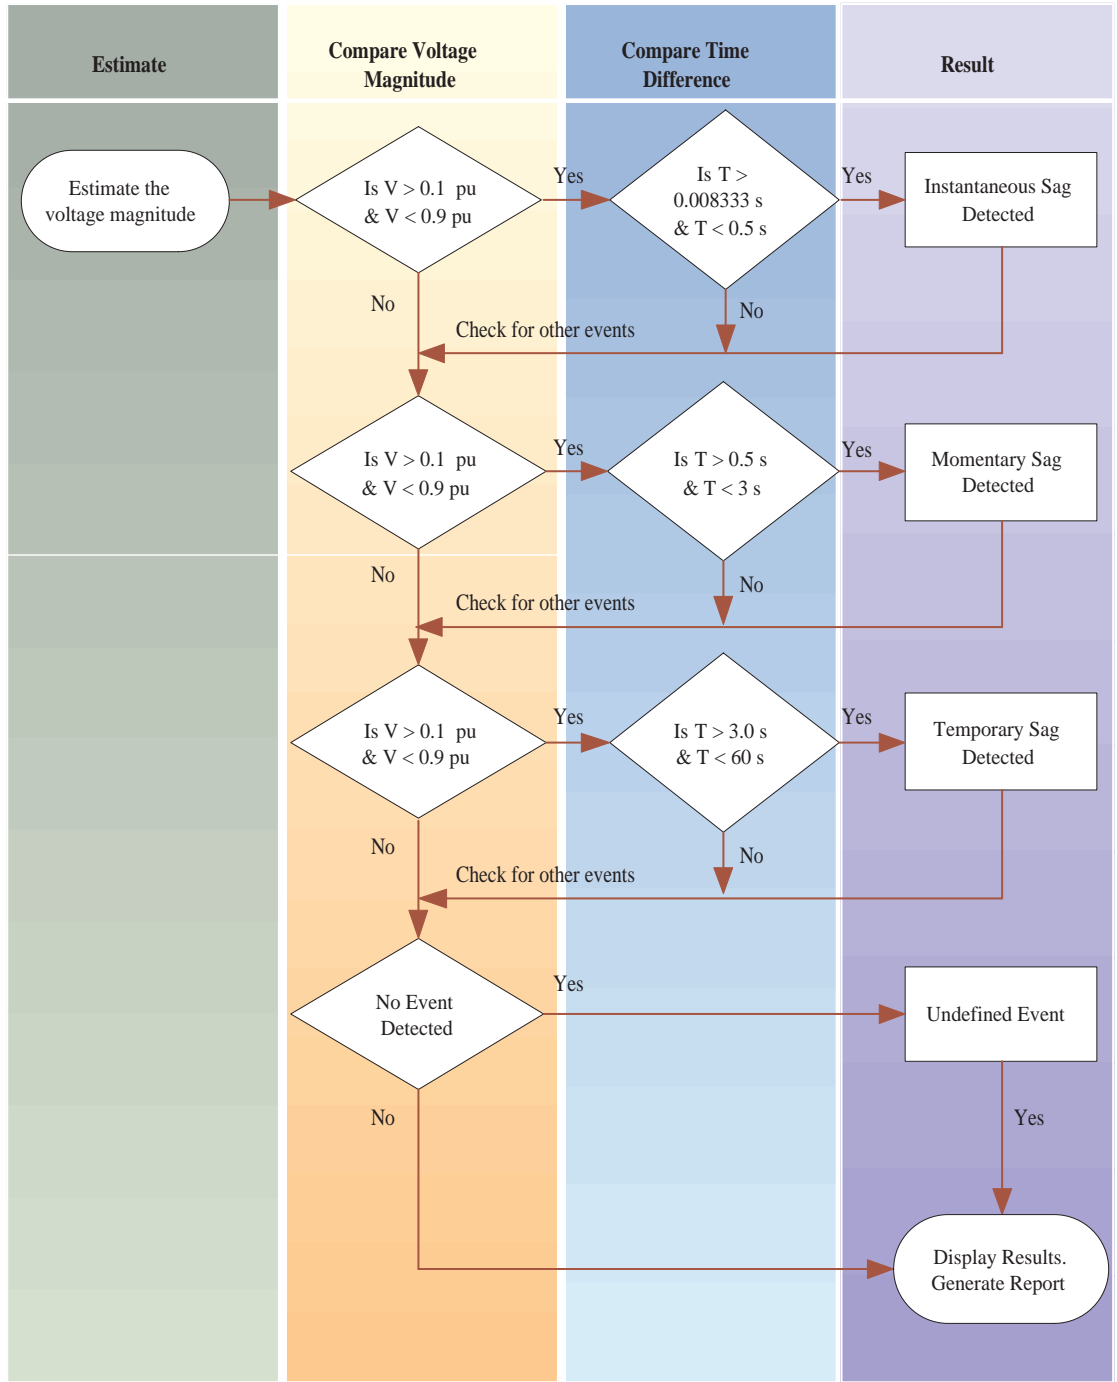 Estimate
Compare Voltage
Magnitude
Compare Time
Difference
Result
Estimate the
voltage magnitude
Is V > 0.1 pu
& V < 0.9 pu
Yes
Is T >
0.008333 s
& T < 0.5 s
Yes
Instantaneous Sag
Detected
No
No
Check for other events
Is V > 0.1 pu
& V < 0.9 pu
Yes
Is T > 0.5 s
& T < 3 s
Yes
Momentary Sag
Detected
No
No
Check for other events
Is V > 0.1 pu
& V < 0.9 pu
Yes
Is T > 3.0 s
& T < 60 s
Yes
Temporary Sag
Detected
No
No
Check for other events
No Event
Detected
Yes
Undefined Event
No
Yes
Display Results.
Generate Report